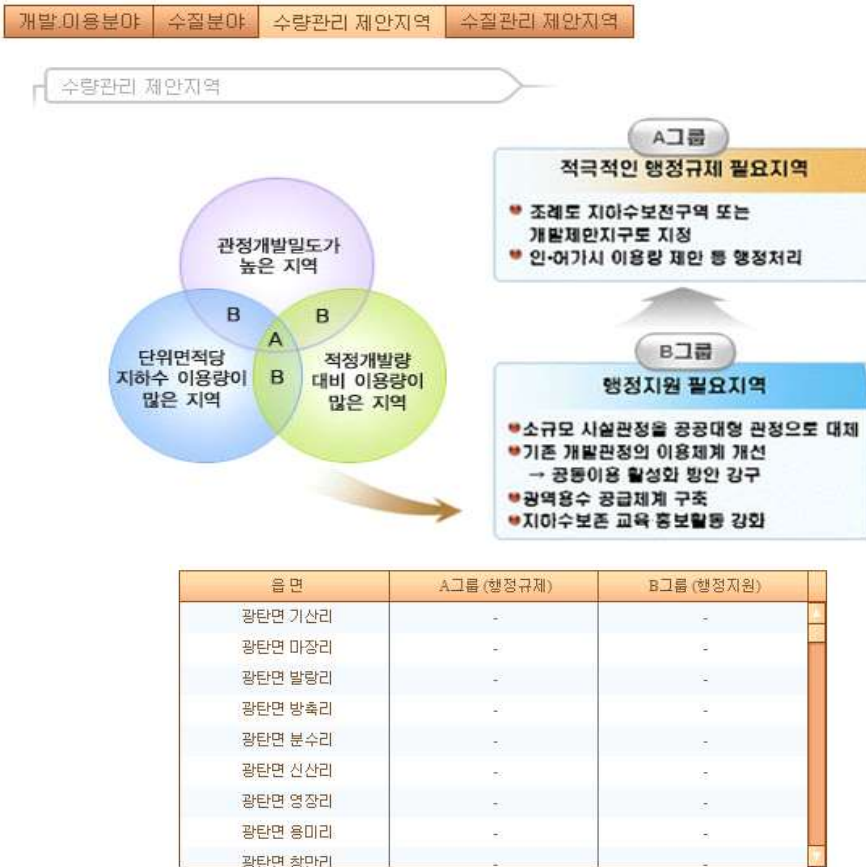 개발.이용분야 수질분야 수량관리 제안지역 수질관리 제안지역
수량관리 제안지역
관정개발밀도가
높은 지역
B
B
A
B
단위면적당
지하수 이용량이
많은 지역
적정개발량
대비 이용량이
많은 지역
A그룹
적극적인 행정규제 필요지역
조례로 지하수보전구역 또는
개발제한지구로 지정
인·허가시 이용량 제한 등 행정처리
B그룹
행정지원 필요지역
소규모 시설관정을 공공대형 관정으로 대체
기존 개발관정의 이용체계 개선
→ 공동이용 활성화 방안 강구
광역용수 공급체계 구축
지하수보존 교육 홍보활동 강화
읍 면 A그룹 (행정규제) B그룹 (행정지원)
광탄면 기산리 - -
광탄면 마장리 - -
광탄면 발랑리 - -
광탄면 방축리 - -
광탄면 분수리 - -
광탄면 신산리 - -
광탄면 영장리 - -
광탄면 용미리 - -
광탄면 창만리 - -